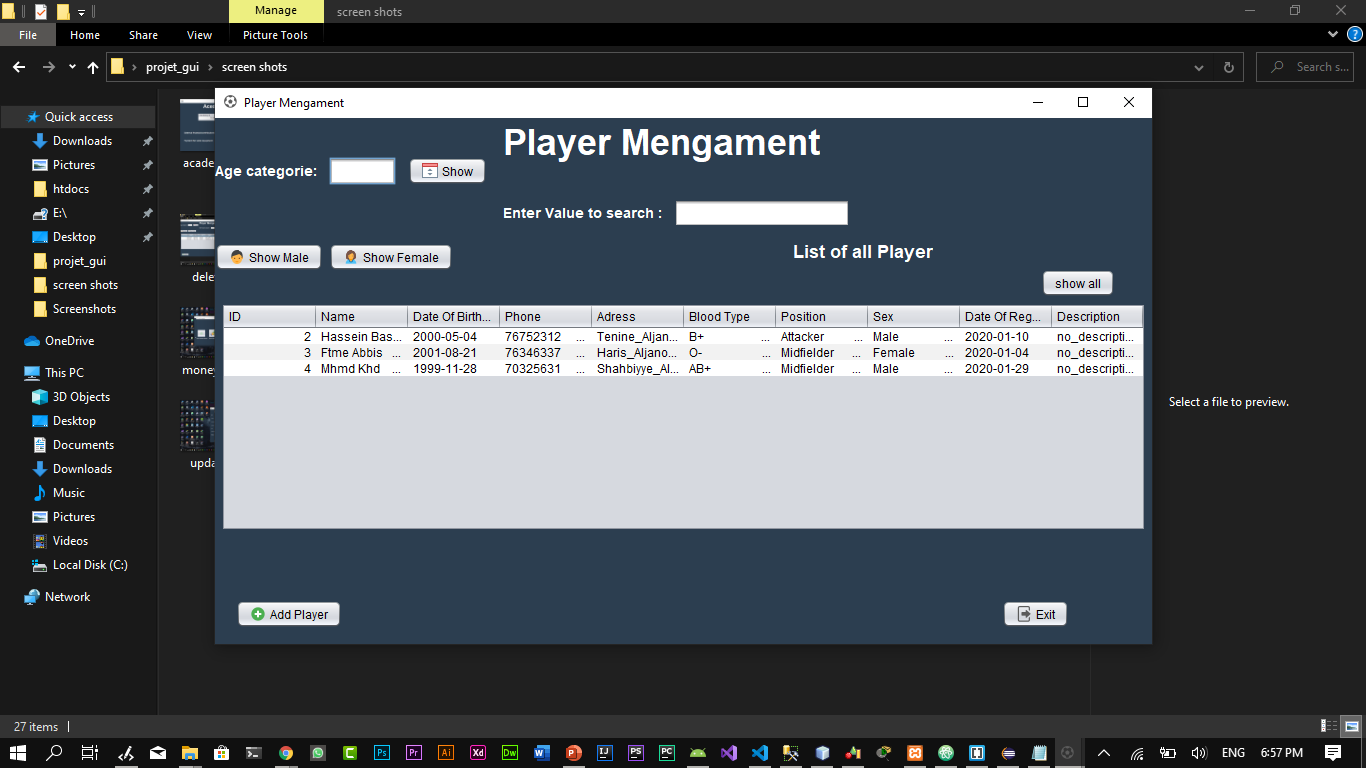 Manage
screen shots
File
Home
Share
View
Picture Tools
projet_gui
screen shots
Search s...
Quick access
Downloads
Pictures
htdocs
E:\
Desktop
projet_gui
screen shots
Screenshots
OneDrive
This PC
3D Objects
Desktop
Documents
Downloads
Music
Pictures
Videos
Local Disk (C:)
Network
Player Mengament
Player Mengament
Age categorie:
Show
Enter Value to search :
Show Male
Show Female
List of all Player
show all
ID Name Date Of Birth... Phone Adress Blood Type Position Sex Date Of Reg... Description
2 Hassein Bas... 2000-05-04 76752312 ... Tenine_Aljan... B+ ... Attacker ... Male ... 2020-01-10 no_descripti...
3 Ftme Abbis ... 2001-08-21 76346337 ... Haris_Aljano... O- ... Midfielder ... Female ... 2020-01-04 no_descripti...
4 Mhmd Khd ... 1999-11-28 70325631 ... Shahbiyye_Al... AB+ ... Midfielder ... Male ... 2020-01-29 no_descripti...
Add Player
Exit
Select a file to preview.
27 items
ENG
6:57 PM